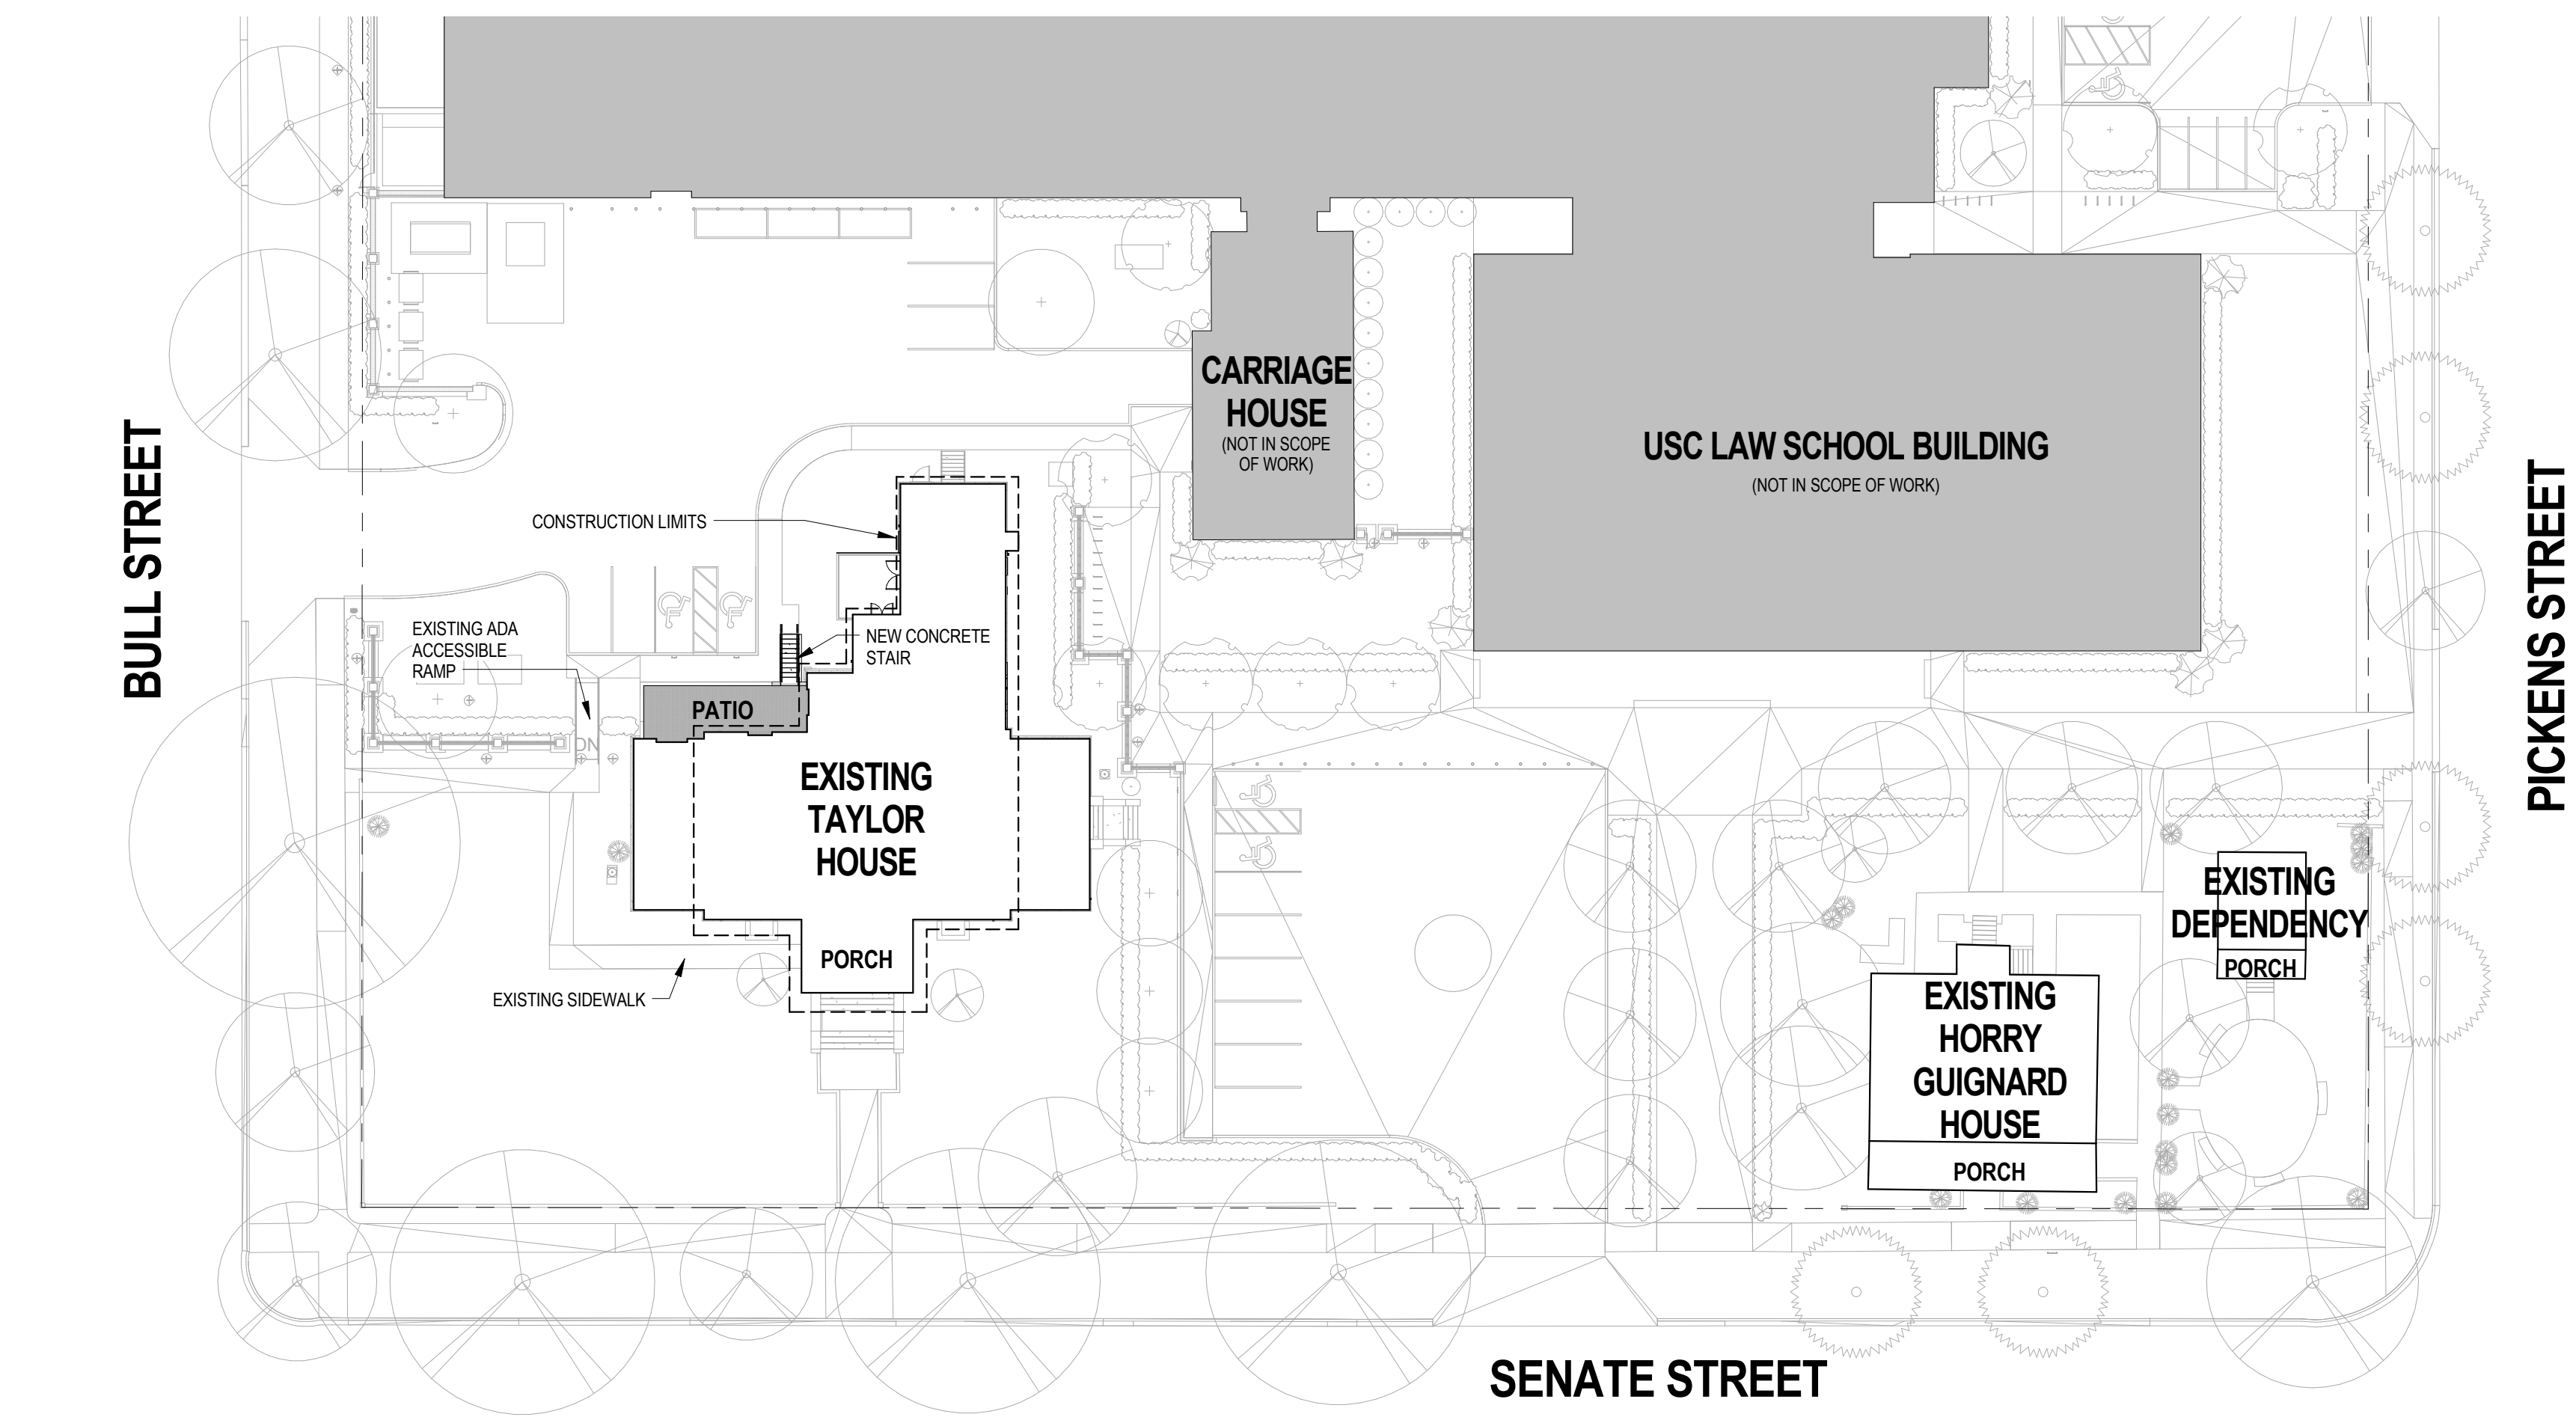 CARRIAGE
HOUSE
(NOT IN SCOPE
OF WORK)
USC LAW SCHOOL BUILDING
(NOT IN SCOPE OF WORK)
BULL STREET
PICKENS STREET
CONSTRUCTION LIMITS
EXISTING ADA
ACCESSIBLE
RAMP
NEW CONCRETE
STAIR
PATIO
DN
EXISTING
TAYLOR
HOUSE
PORCH
EXISTING SIDEWALK
EXISTING
DEPENDENCY
PORCH
EXISTING
HORRY
GUIGNARD
HOUSE
PORCH
SENATE STREET